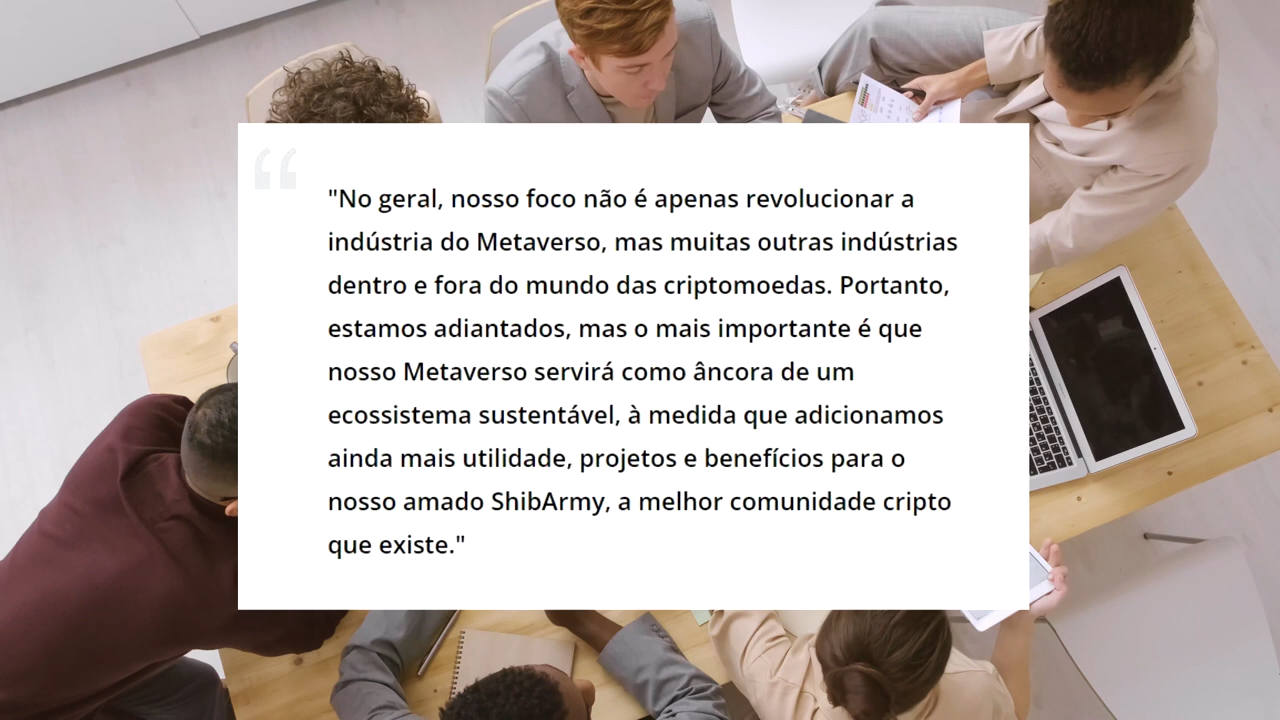 "No geral, nosso foco não é apenas revolucionar a
indústria do Metaverso, mas muitas outras indústrias
dentro e fora do mundo das criptomoedas. Portanto,
estamos adiantados, mas o mais importante é que
nosso Metaverso servirá como âncora de um
ecossistema sustentável, à medida que adicionamos
ainda mais utilidade, projetos e benefícios para o
nosso amado ShibArmy, a melhor comunidade cripto
que existe."